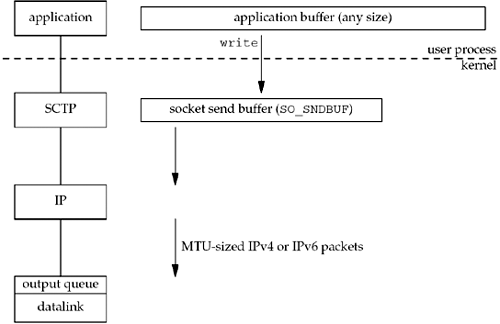 application
application buffer (any size)
write
user process
kernel
SCTP
socket send buffer (SO_SNDBUF)
IP
MTU-sized IPv4 or IPv6 packets
output queue
datalink